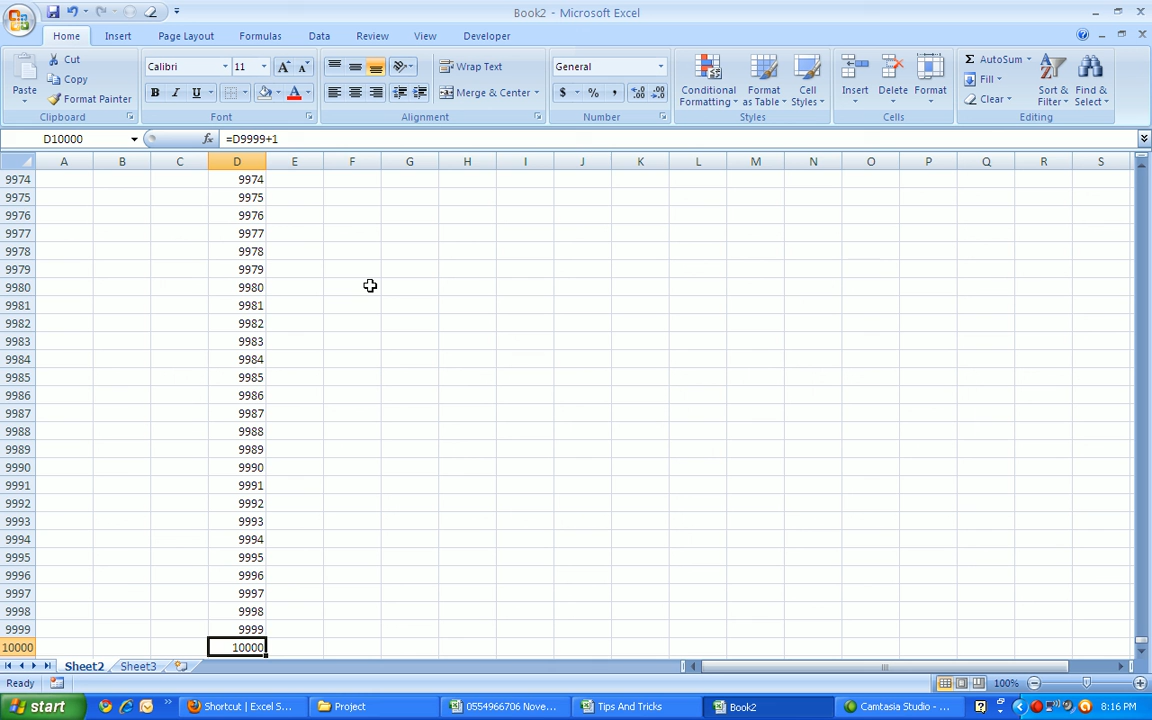 Book2 - Microsoft Excel
Home Insert Page Layout Formulas Data Review View Developer
Paste
Cut
Copy
Format Painter
Clipboard
Calibri 11
B I U
Font
Wrap Text
Merge & Center
Alignment
General
$ % ,
Number
Conditional Formatting
Format as Table
Cell Styles
Styles
Insert
Delete
Format
Cells
AutoSum
Fill
Clear
Sort & Filter
Find & Select
Editing
D10000 fx =D9999+1
A B C D E F G H I J K L M N O P Q R S
9974 9974
9975 9975
9976 9976
9977 9977
9978 9978
9979 9979
9980 9980
9981 9981
9982 9982
9983 9983
9984 9984
9985 9985
9986 9986
9987 9987
9988 9988
9989 9989
9990 9990
9991 9991
9992 9992
9993 9993
9994 9994
9995 9995
9996 9996
9997 9997
9998 9998
9999 9999
10000 10000
Sheet2 Sheet3
Ready 100%
start Shortcut | Excel S... Project 0554966706 Nove... Tips And Tricks Book2 Camtasia Studio - ... 8:16 PM